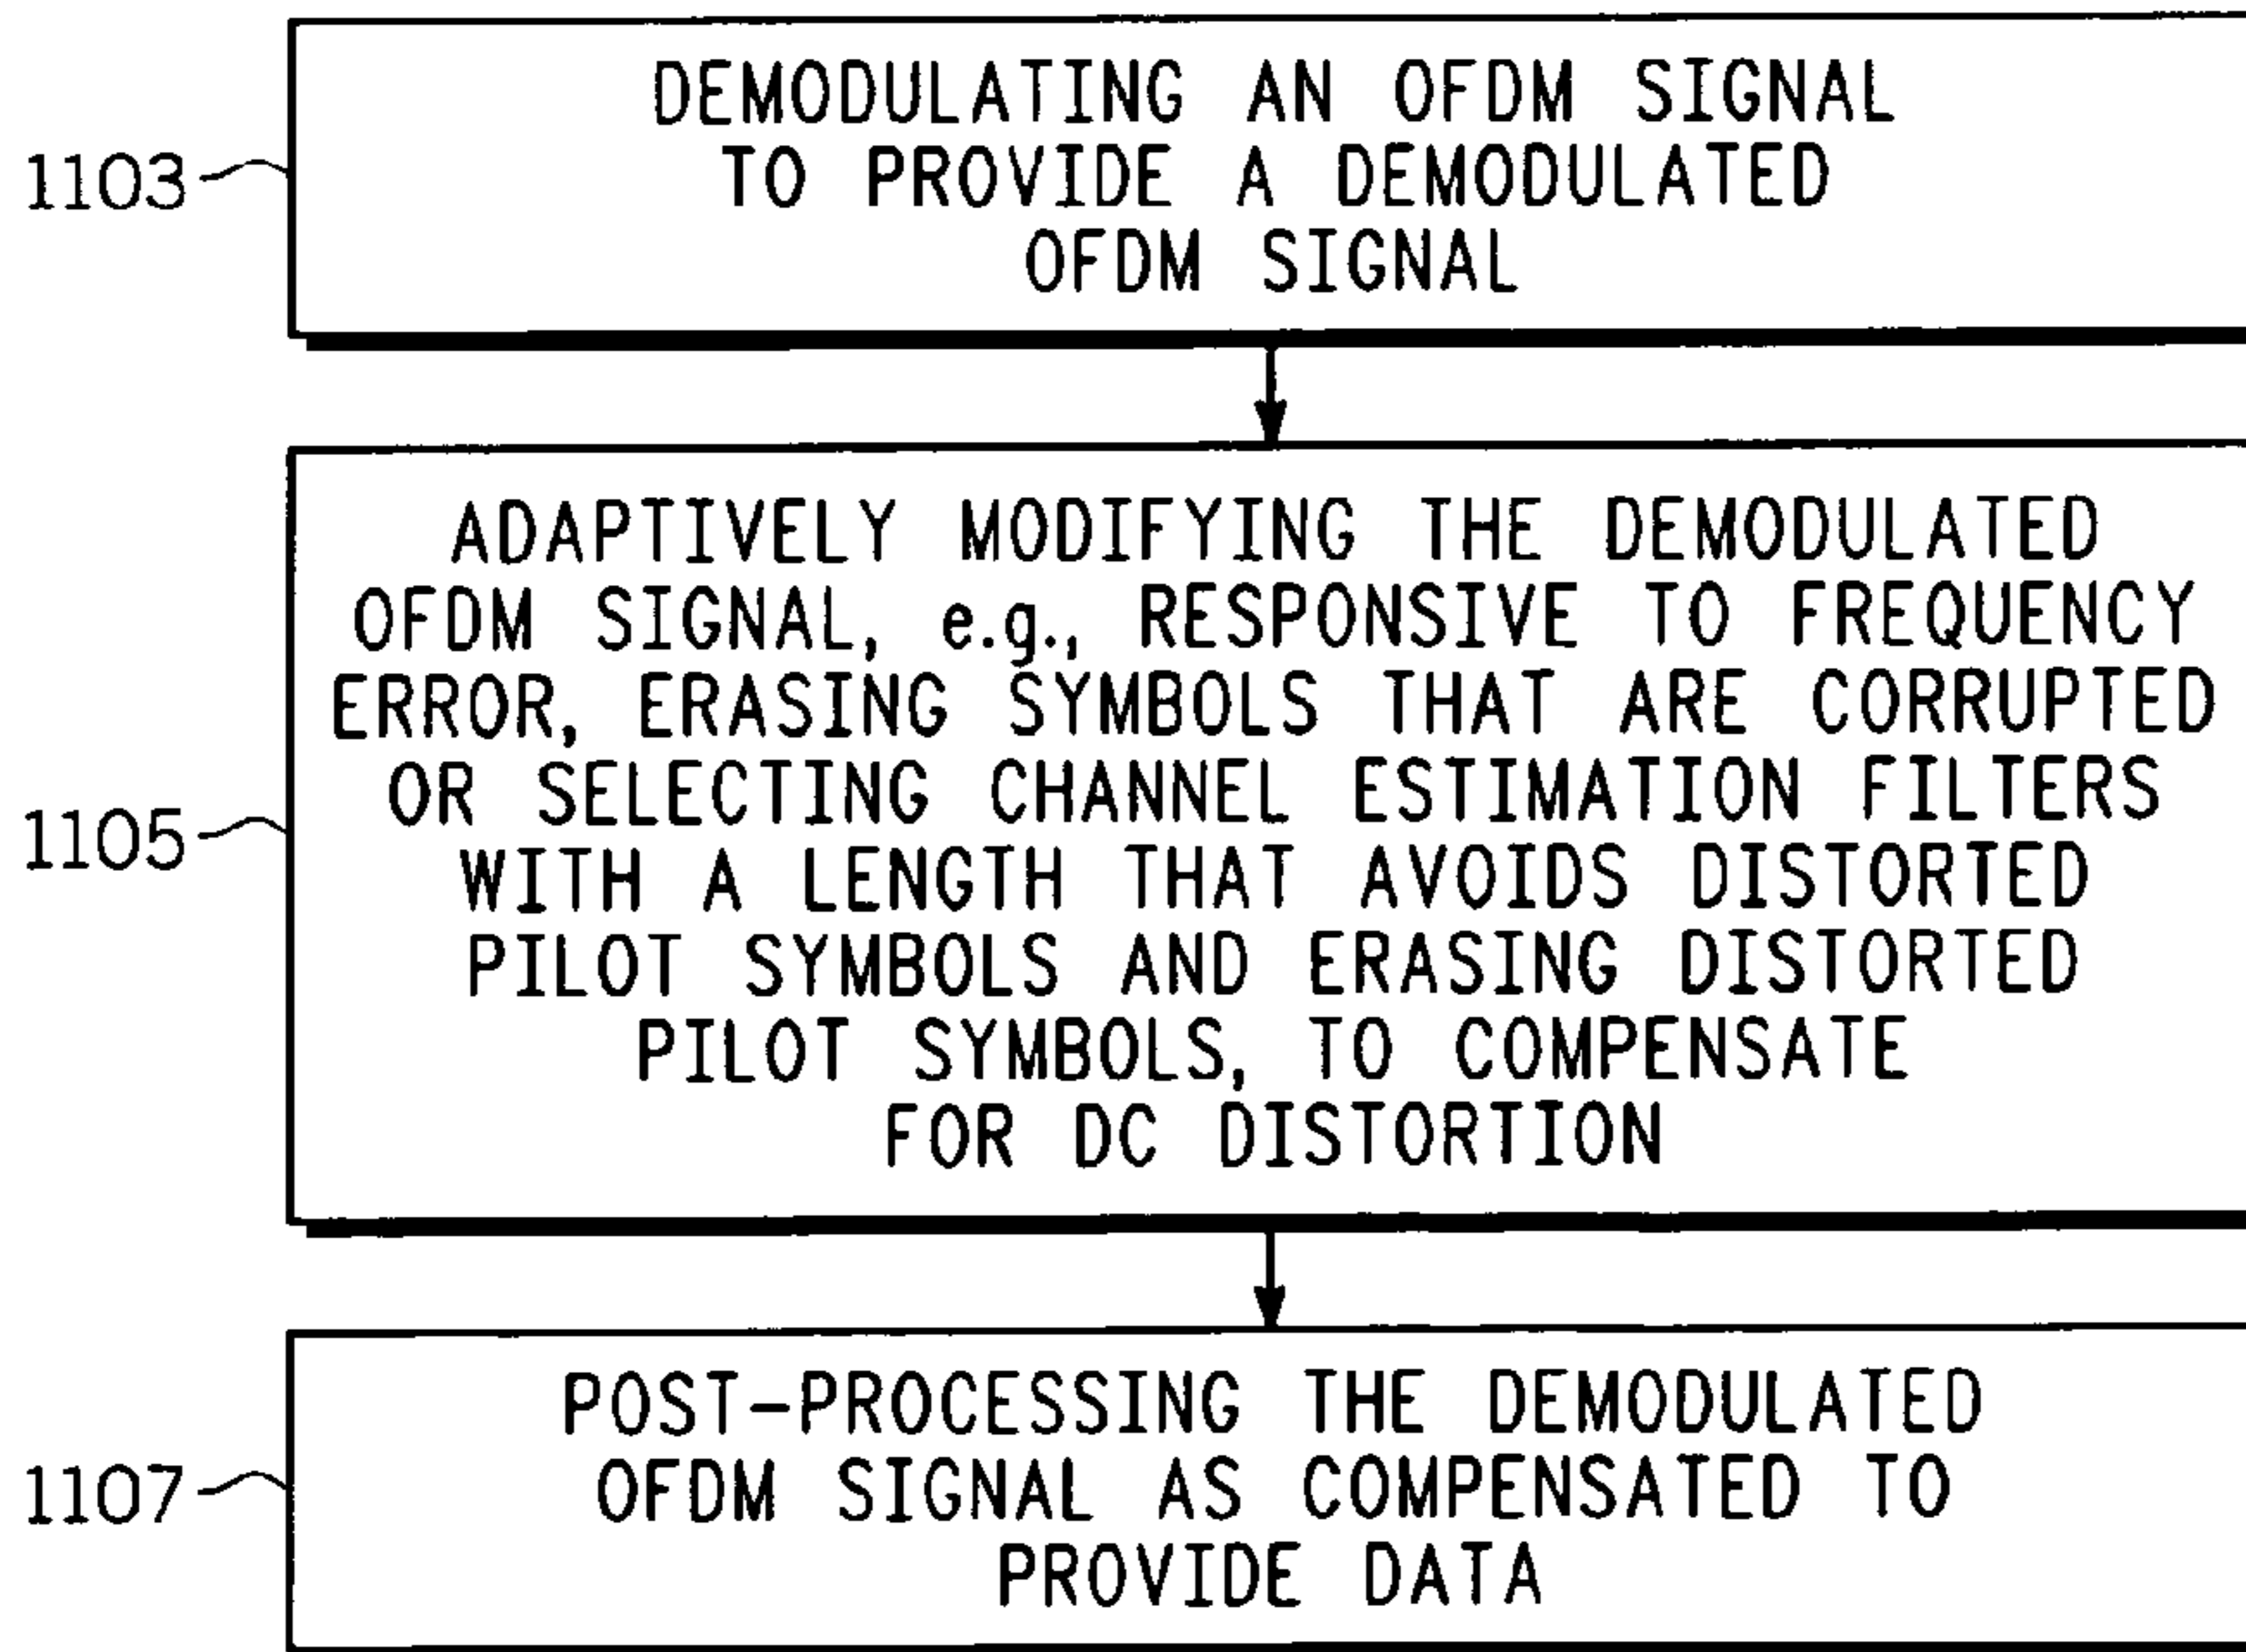 DEMODULATING AN OFDM SIGNAL
TO PROVIDE A DEMODULATED
OFDM SIGNAL
1103
ADAPTIVELY MODIFYING THE DEMODULATED
OFDM SIGNAL, e.g., RESPONSIVE TO FREQUENCY
ERROR, ERASING SYMBOLS THAT ARE CORRUPTED
OR SELECTING CHANNEL ESTIMATION FILTERS
WITH A LENGTH THAT AVOIDS DISTORTED
PILOT SYMBOLS AND ERASING DISTORTED
PILOT SYMBOLS, TO COMPENSATE
FOR DC DISTORTION
1105
POST-PROCESSING THE DEMODULATED
OFDM SIGNAL AS COMPENSATED TO
PROVIDE DATA
1107